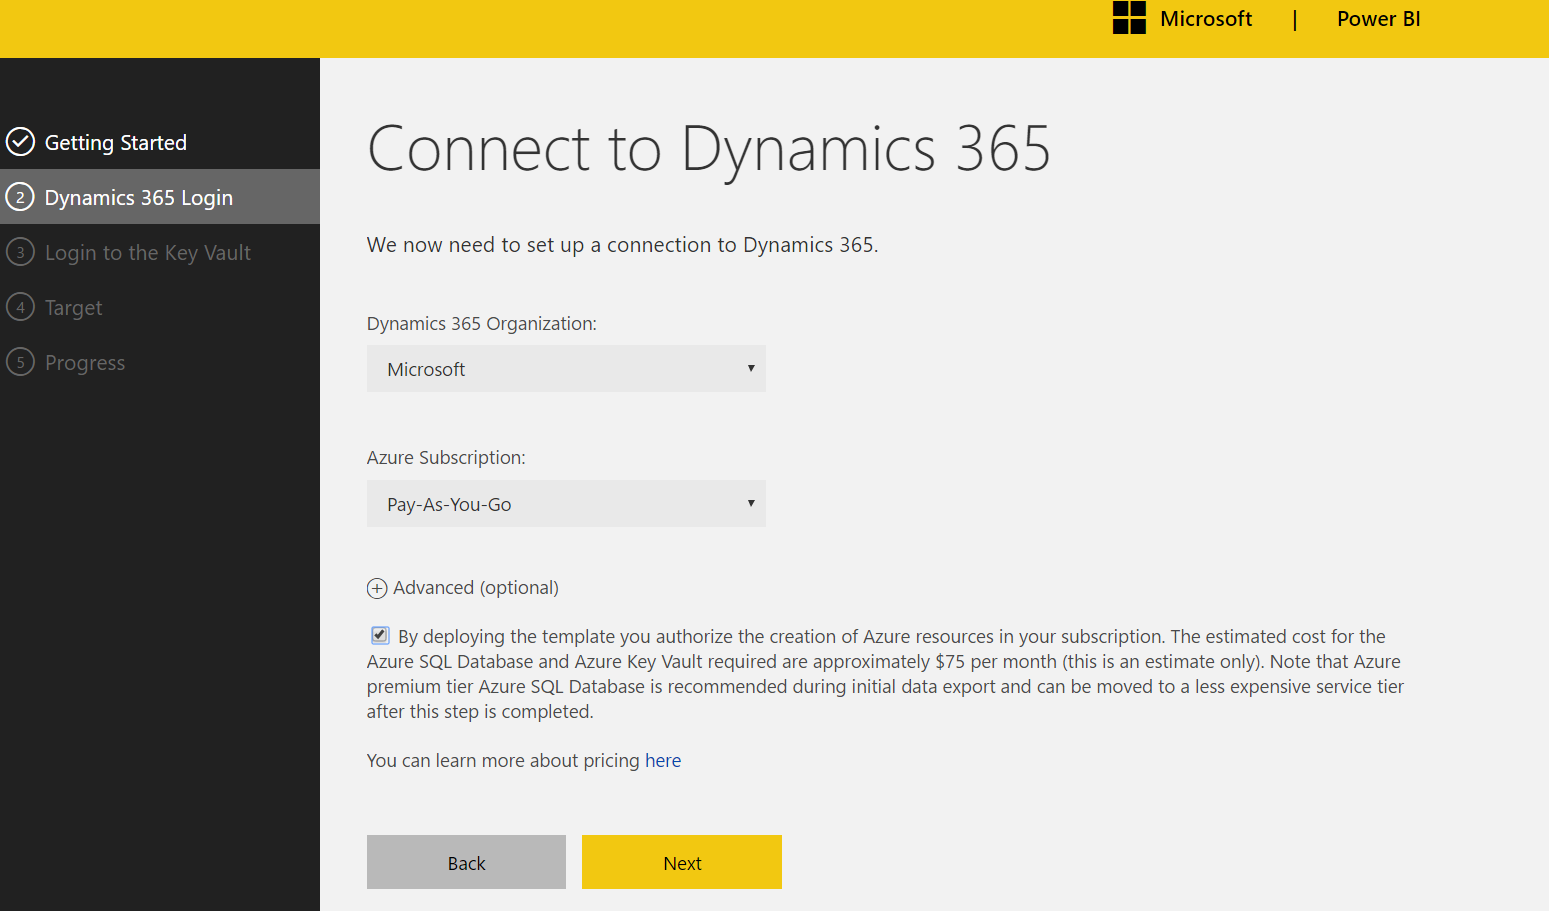 Microsoft | Power BI
Getting Started
2 Dynamics 365 Login
3 Login to the Key Vault
4 Target
5 Progress
Connect to Dynamics 365
We now need to set up a connection to Dynamics 365.
Dynamics 365 Organization:
Microsoft
Azure Subscription:
Pay-As-You-Go
Advanced (optional)
By deploying the template you authorize the creation of Azure resources in your subscription. The estimated cost for the
Azure SQL Database and Azure Key Vault required are approximately $75 per month (this is an estimate only). Note that Azure
premium tier Azure SQL Database is recommended during initial data export and can be moved to a less expensive service tier
after this step is completed.
You can learn more about pricing here
Back
Next